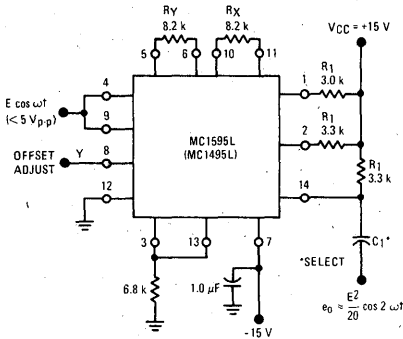 RY
8.2 k
RX
8.2 k
5
6
10
11
VCC = +15 V
4
E cos ωt
(< 5 Vp-p)
9
OFFSET
ADJUST
Y
8
12
MC1595L
(MC1495L)
1
R1
3.0 k
2
R1
3.3 k
R1
3.3 k
14
C1*
*SELECT
3
13
7
6.8 k
1.0 μF
-15 V
eo ≈ E2/20 cos 2 ωt